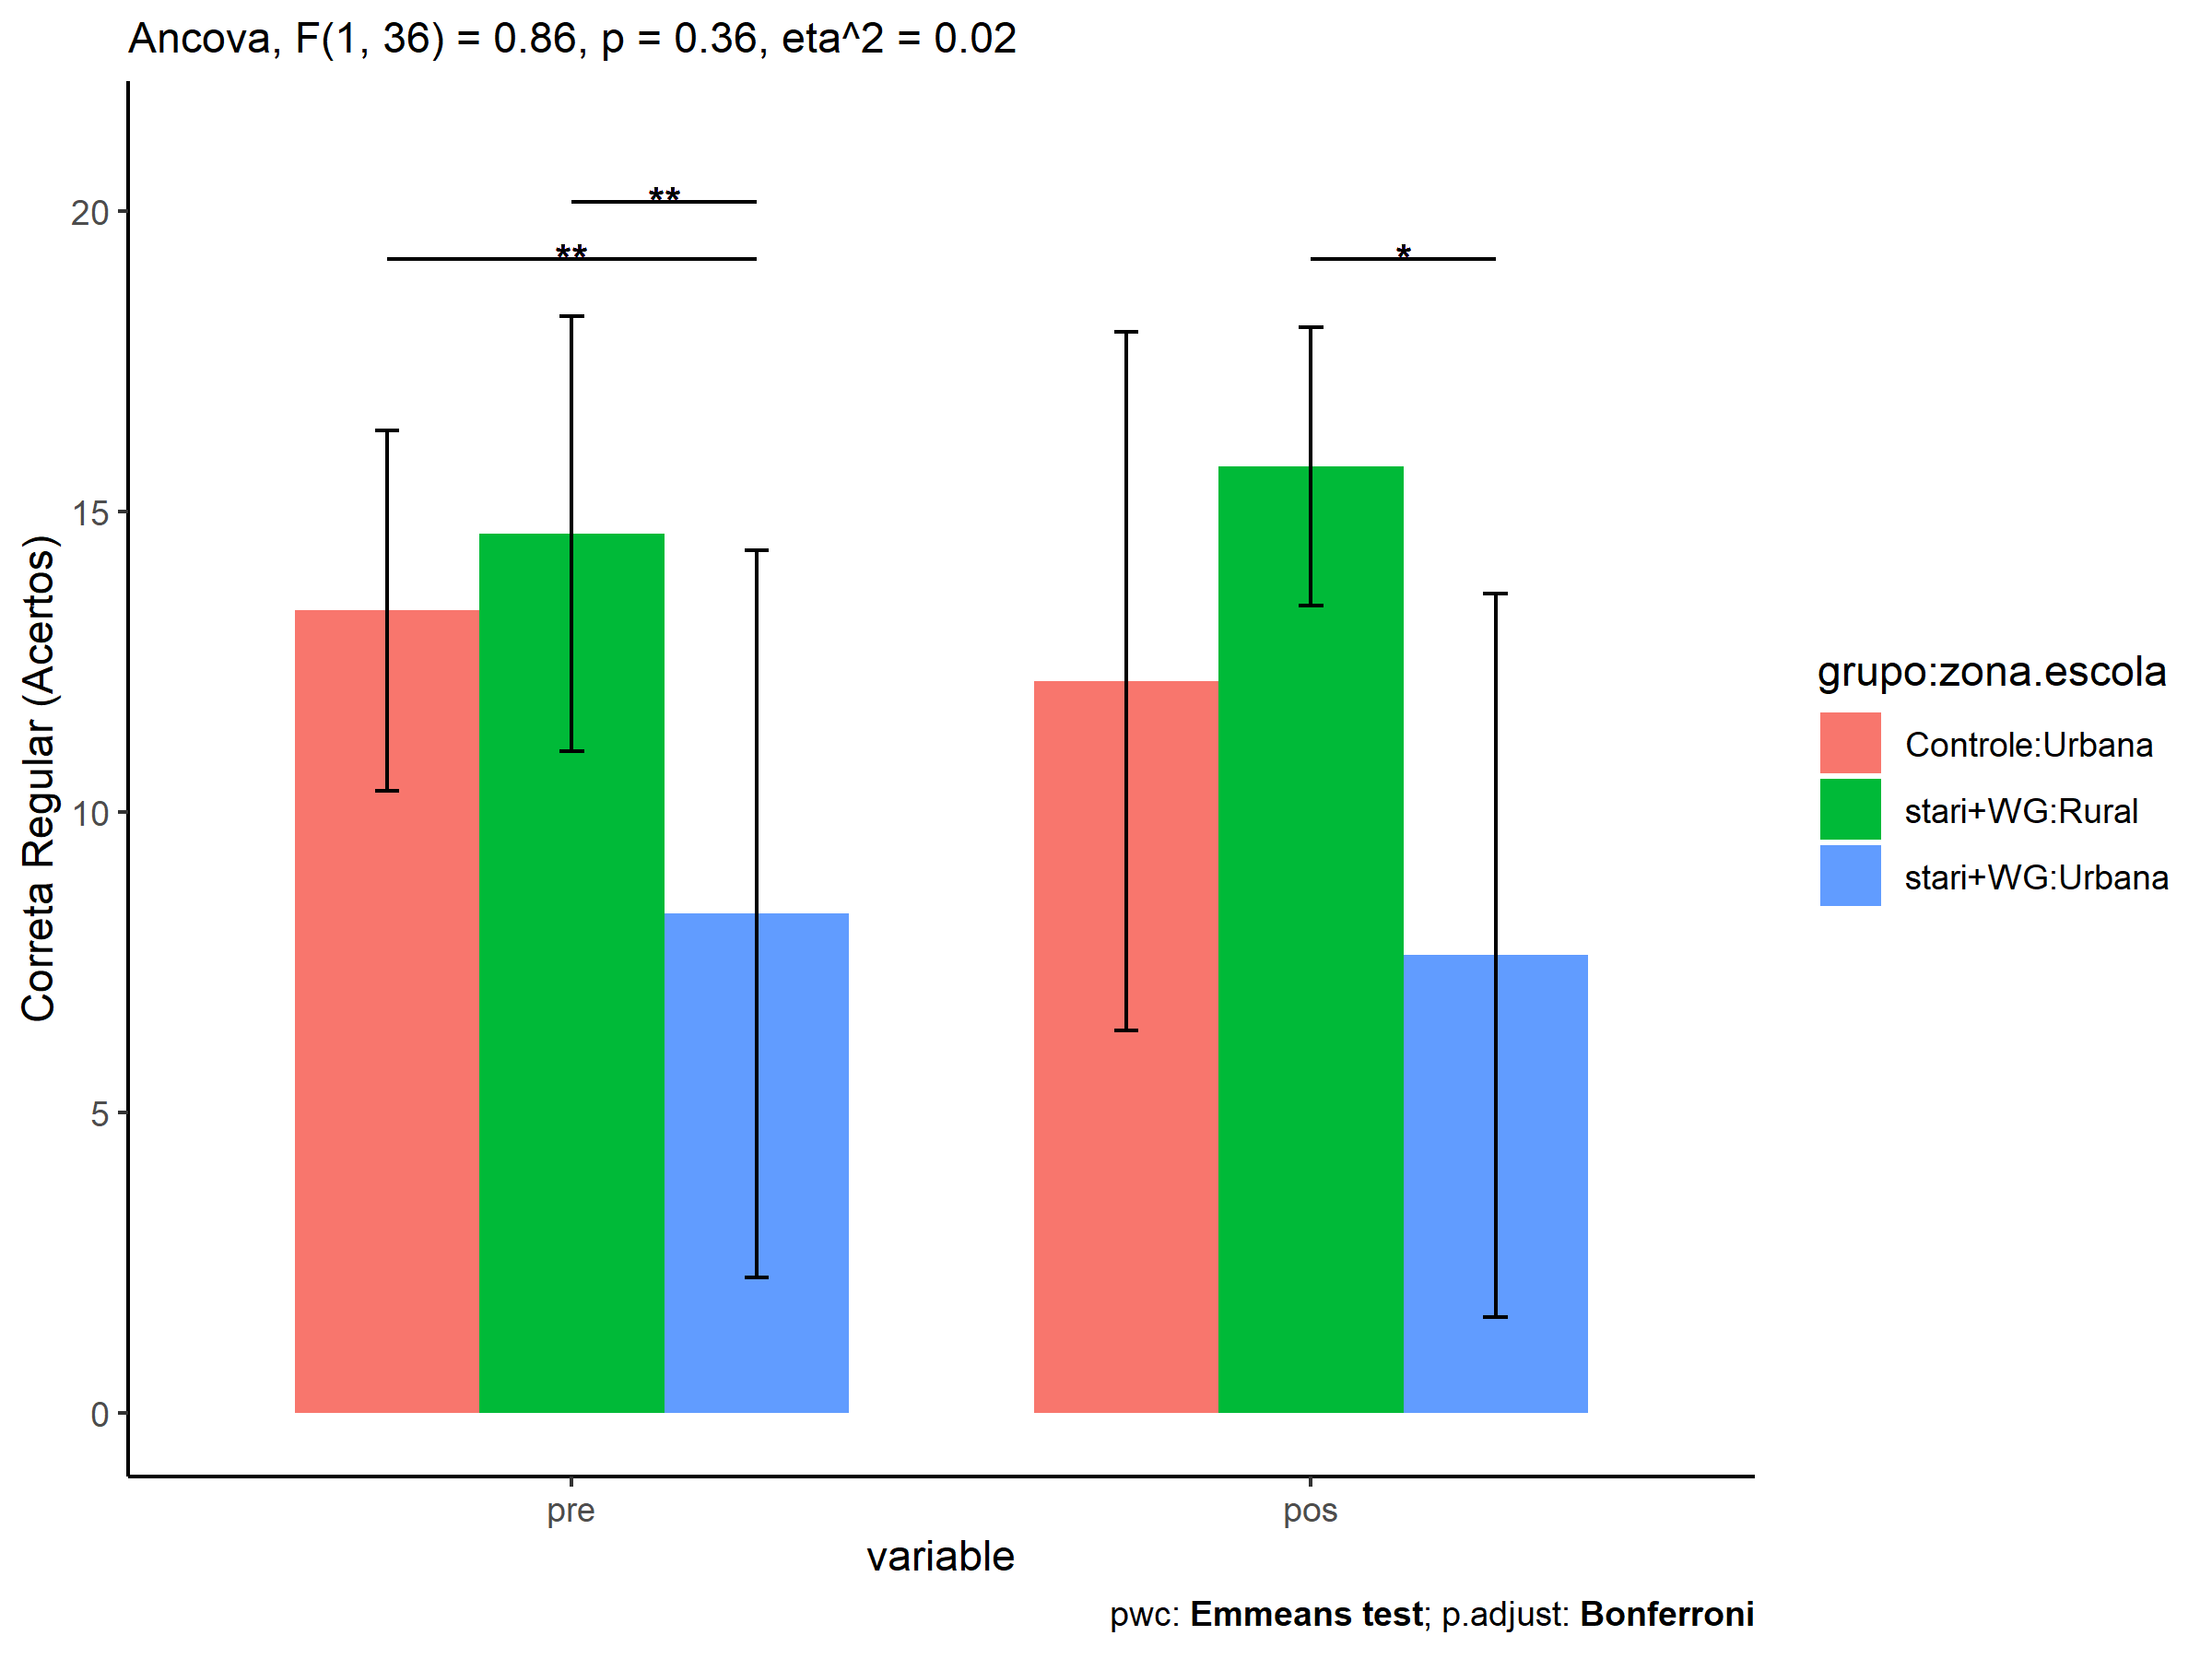 Ancova, F(1, 36) = 0.86, p = 0.36, eta^2 = 0.02
Correta Regular (Acertos)
20
15
10
5
0
**
**
*
pre
pos
variable
grupo:zona.escola
Controle:Urbana
stari+WG:Rural
stari+WG:Urbana
pwc: Emmeans test; p.adjust: Bonferroni